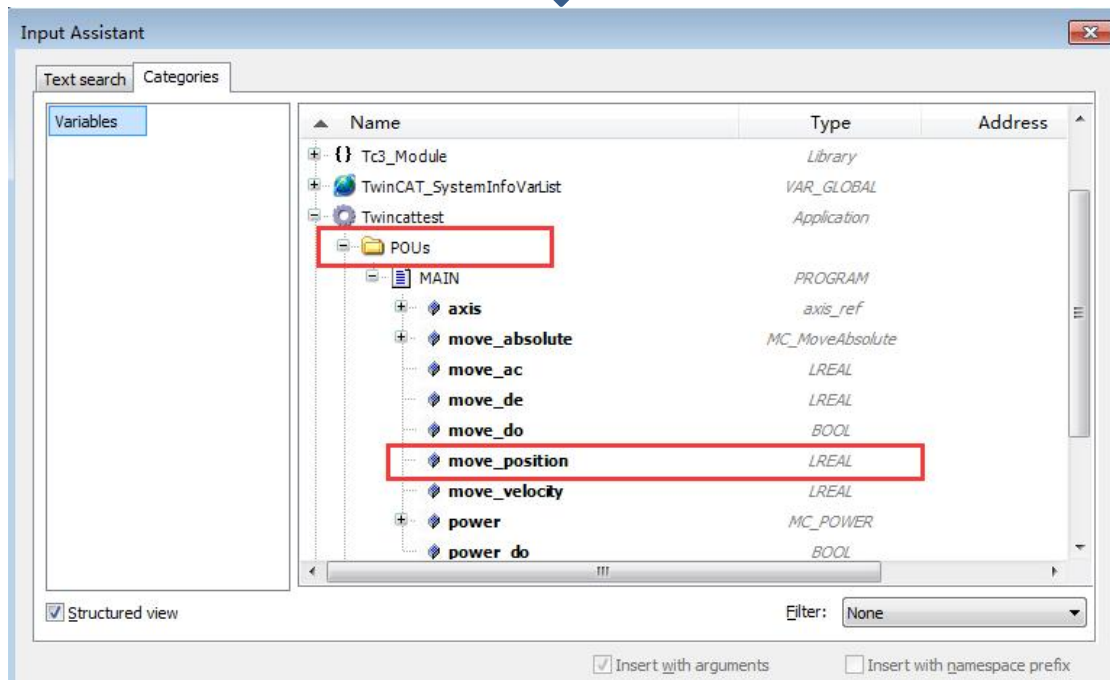 Input Assistant
Text search Categories
Variables
Name Type Address
{} Tc3_Module Library
TwinCAT_SystemInfoVarList VAR_GLOBAL
Twincattest Application
POUs
MAIN PROGRAM
axis axis_ref
move_absolute MC_MoveAbsolute
move_ac LREAL
move_de LREAL
move_do BOOL
move_position LREAL
move_velocity LREAL
power MC_POWER
power_do BOOL
Structured view Filter: None
Insert with arguments Insert with namespace prefix